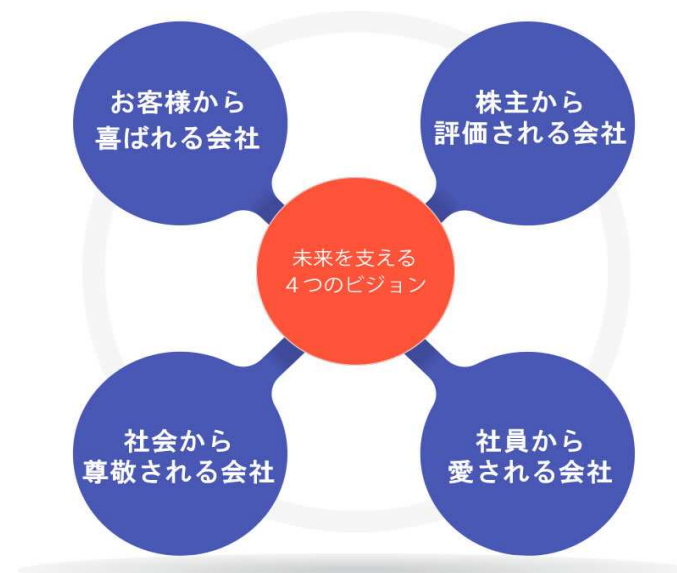 お客様から
喜ばれる会社
株主から
評価される会社
未来を支える
４つのビジョン
社会から
尊敬される会社
社員から
愛される会社